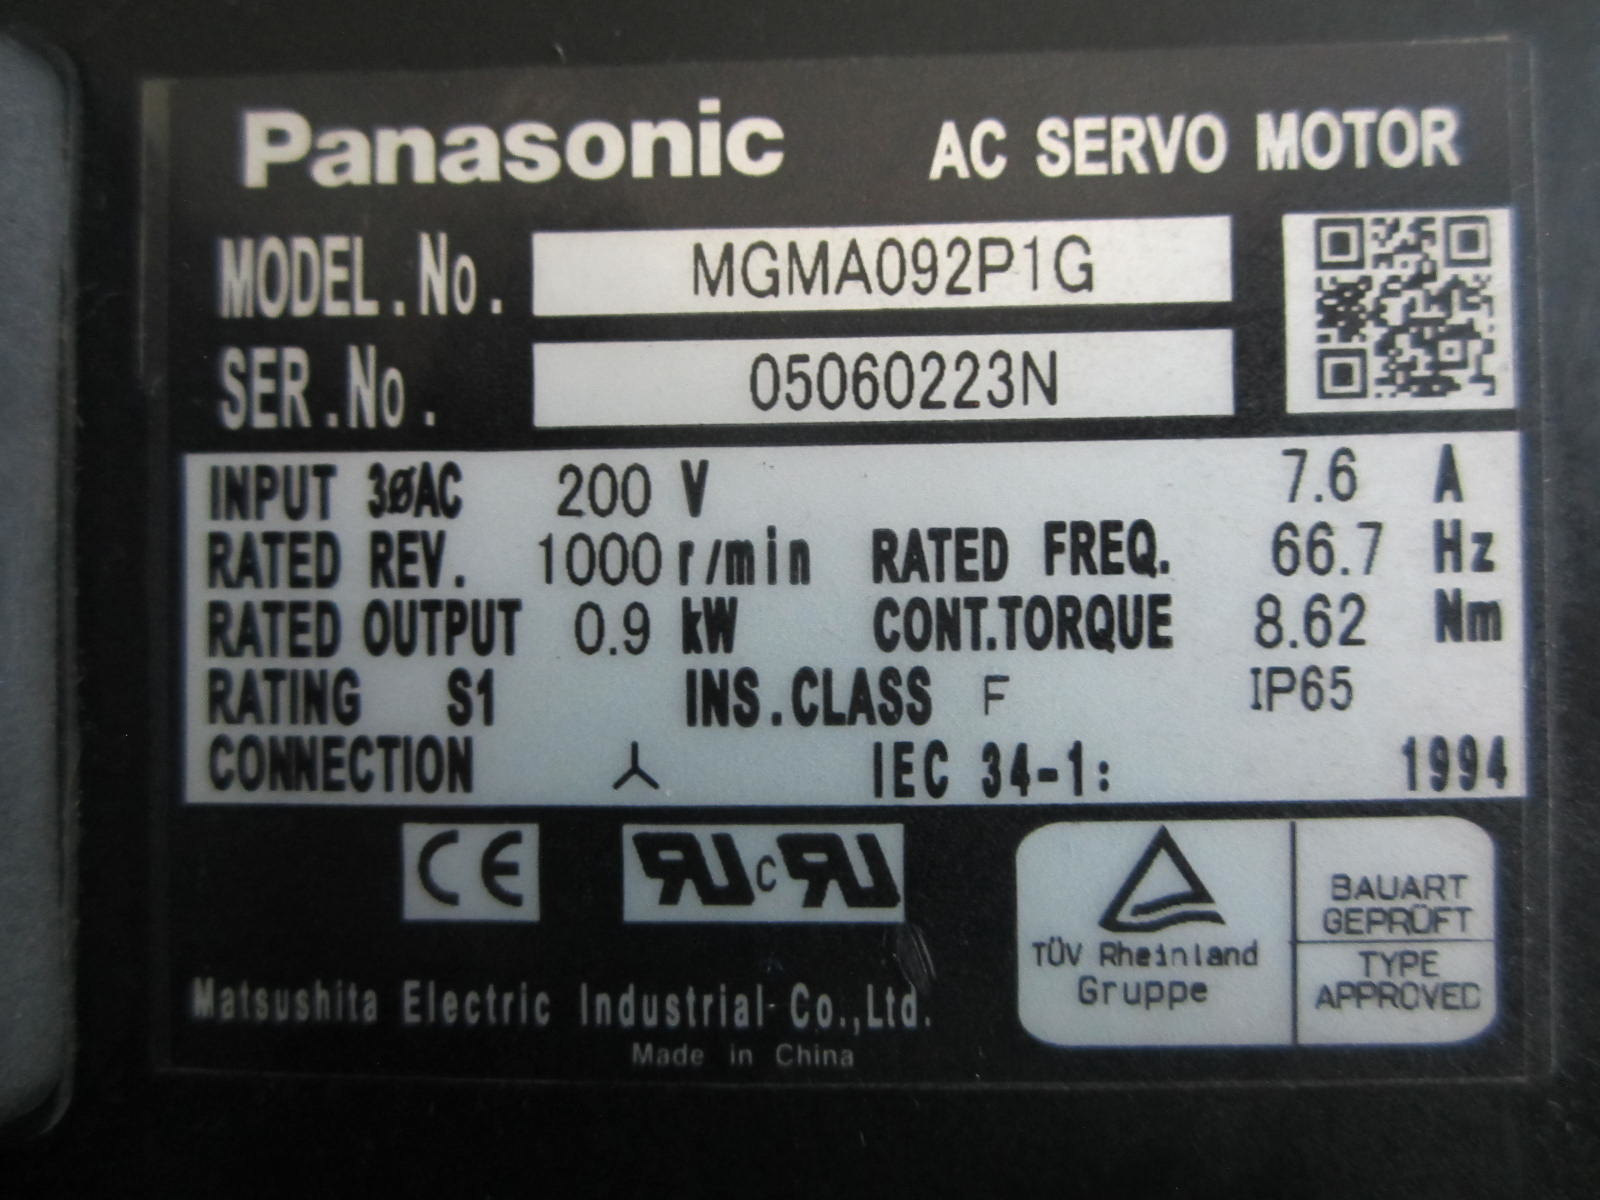 Panasonic AC SERVO MOTOR
MODEL.No. MGMA092P1G
SER.No. 05060223N
INPUT 3øAC 200 V 7.6 A
RATED REV. 1000 r/min RATED FREQ. 66.7 Hz
RATED OUTPUT 0.9 kW CONT.TORQUE 8.62 Nm
RATING S1 INS.CLASS F IP65
CONNECTION IEC 34-1: 1994
CE
RU c RU
TÜV Rheinland
Gruppe
BAUART
GEPRÜFT
TYPE
APPROVED
Matsushita Electric Industrial Co.,Ltd.
Made in China